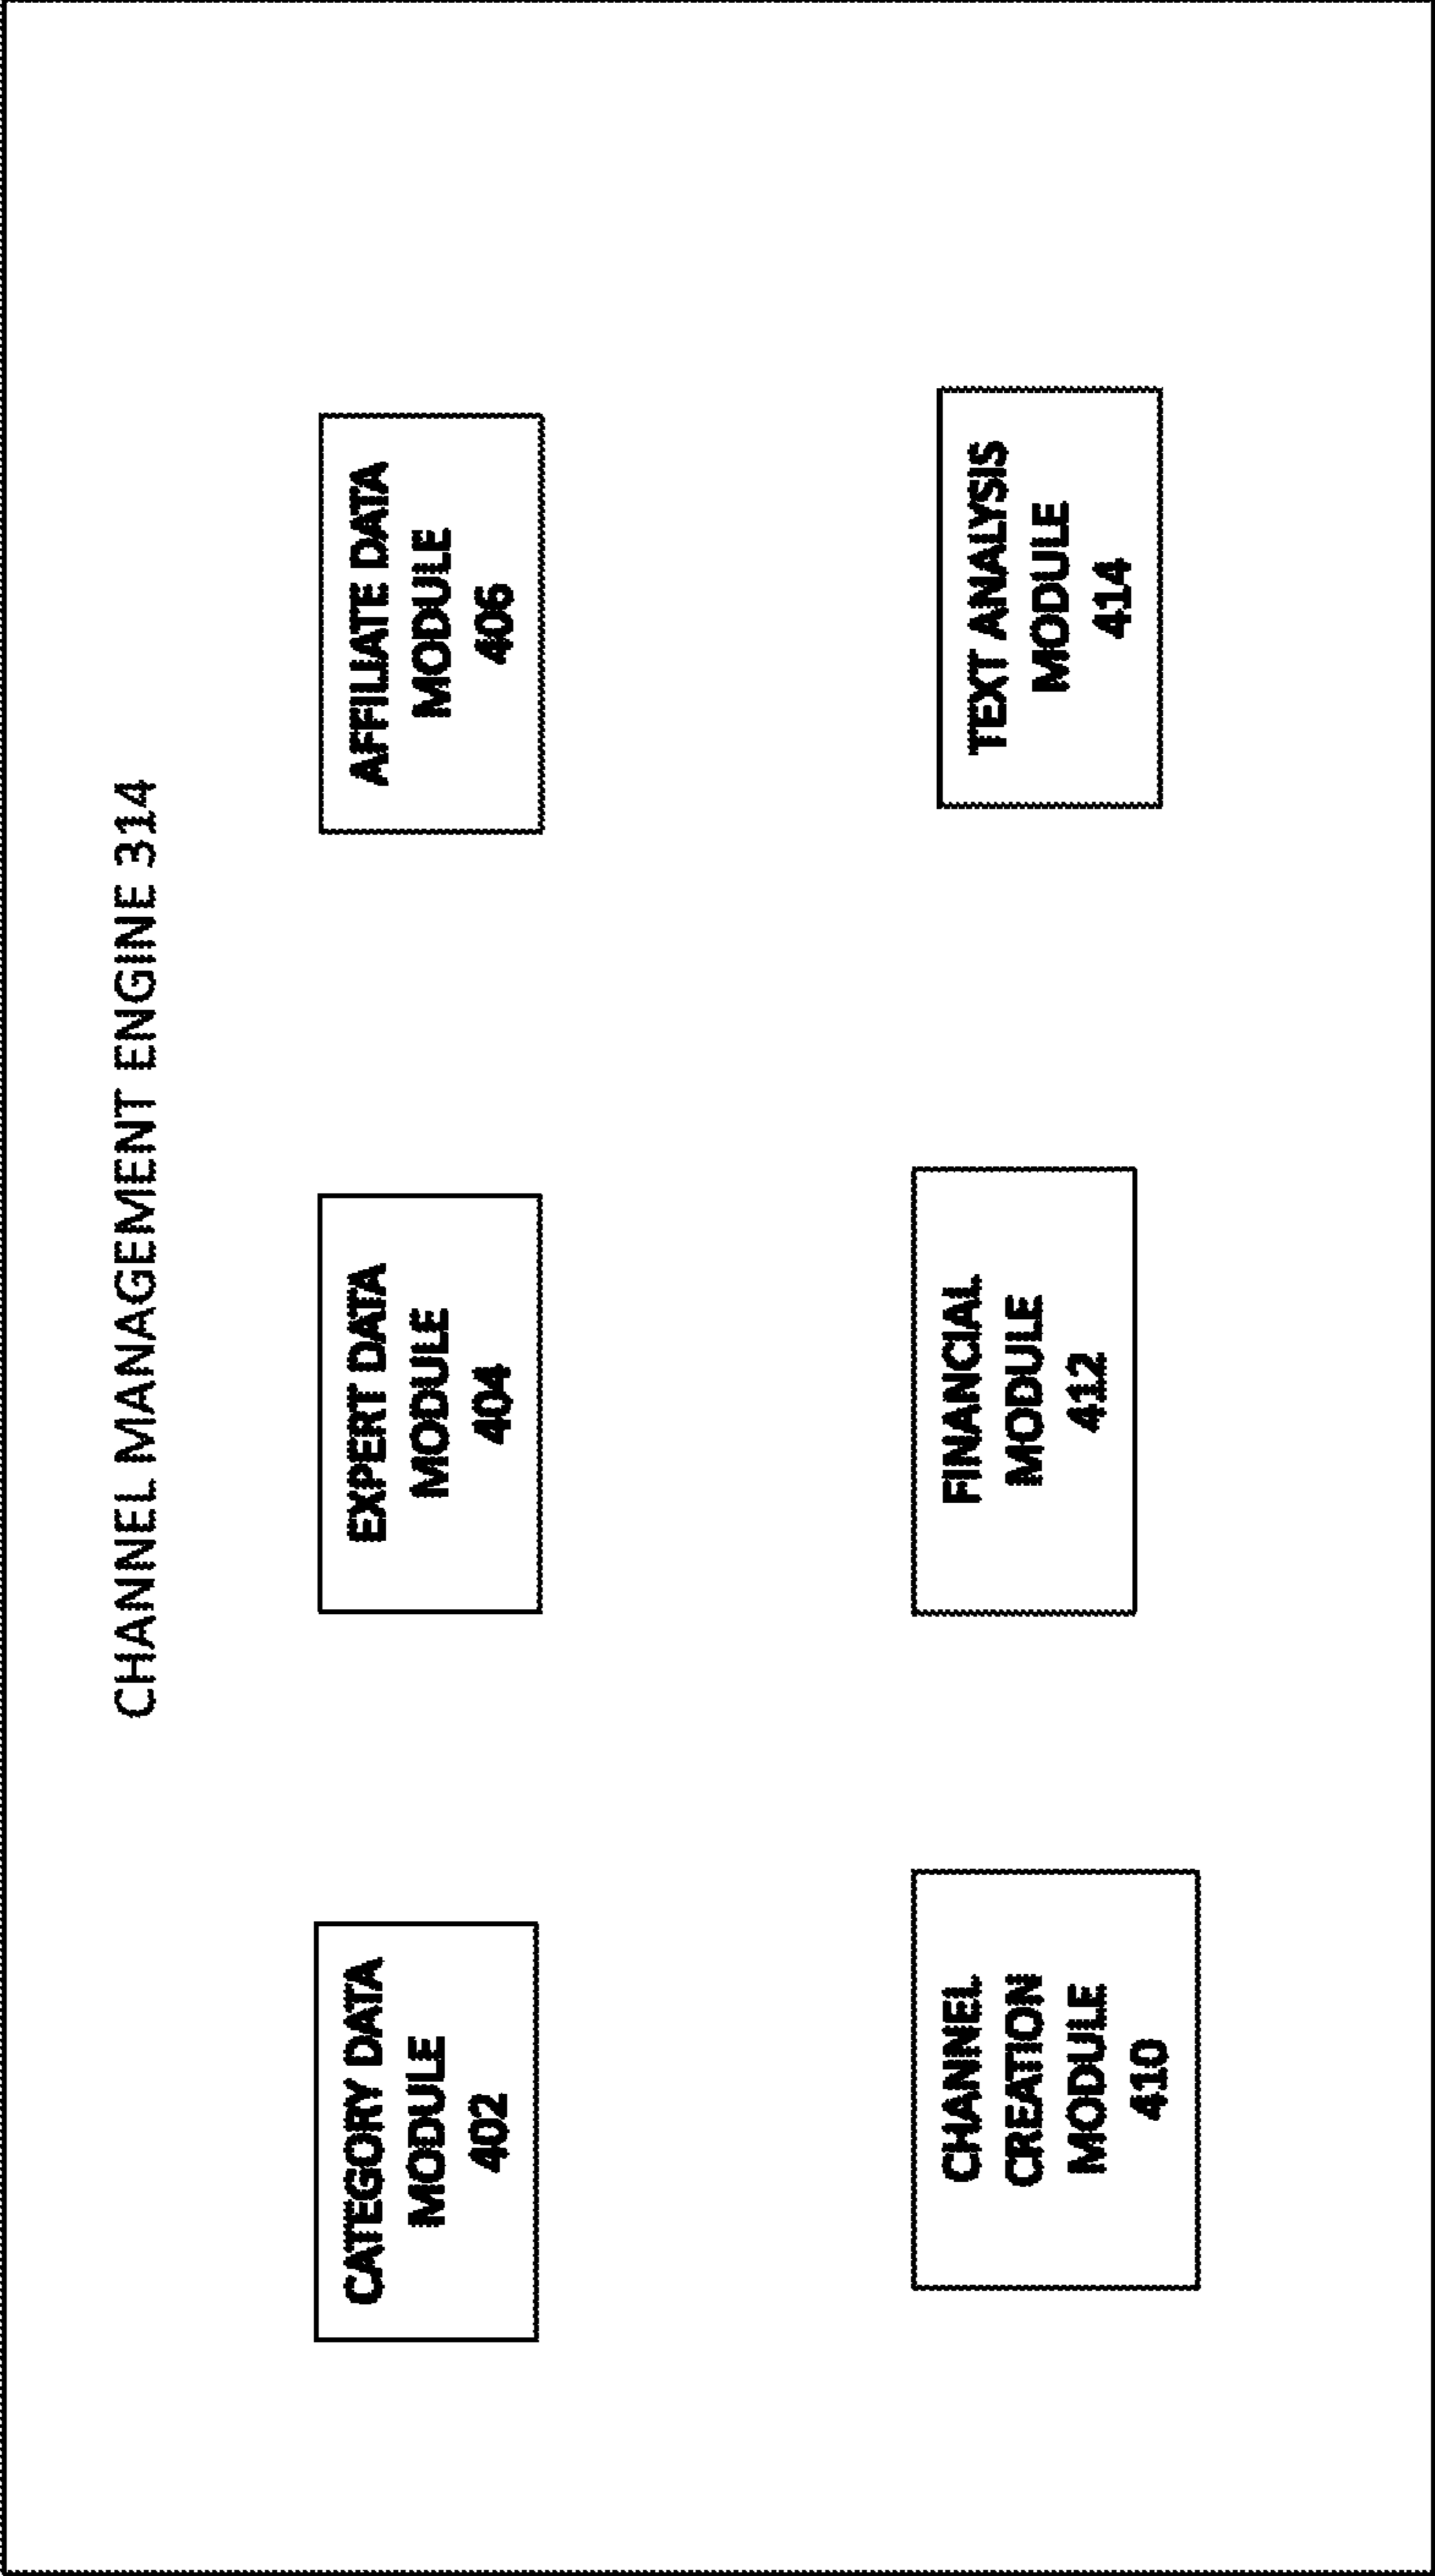 CHANNEL MANAGEMENT ENGINE 314
CATEGORY DATA
MODULE
402
EXPERT DATA
MODULE
404
AFFILIATE DATA
MODULE
406
CHANNEL
CREATION
MODULE
410
FINANCIAL
MODULE
412
TEXT ANALYSIS
MODULE
414